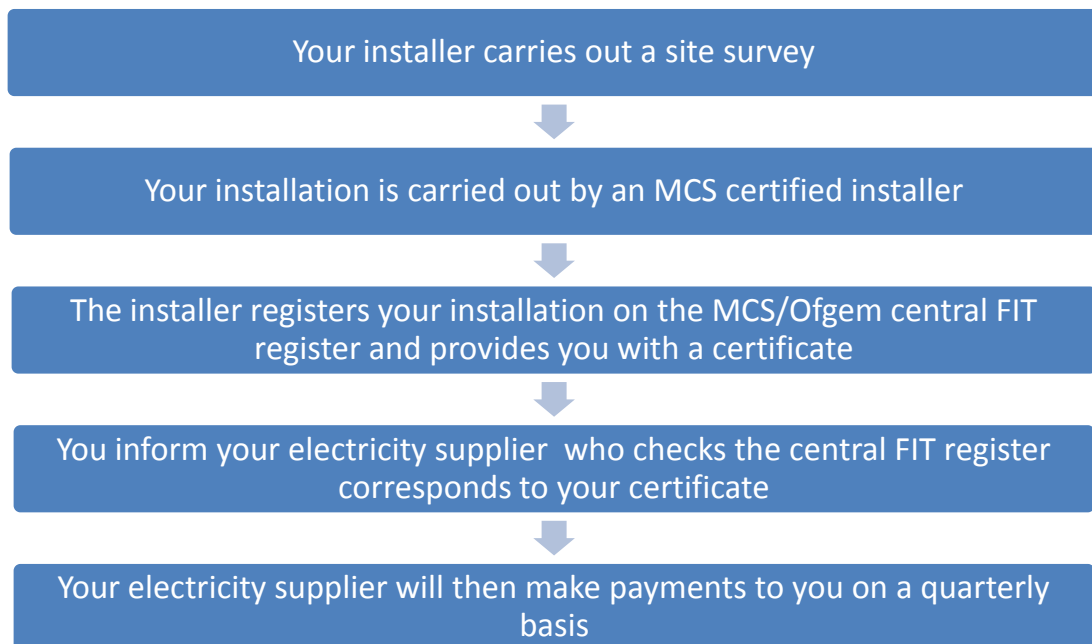 Your installer carries out a site survey
Your installation is carried out by an MCS certified installer
The installer registers your installation on the MCS/Ofgem central FIT
register and provides you with a certificate
You inform your electricity supplier  who checks the central FIT register
corresponds to your certificate
Your electricity supplier will then make payments to you on a quarterly
basis